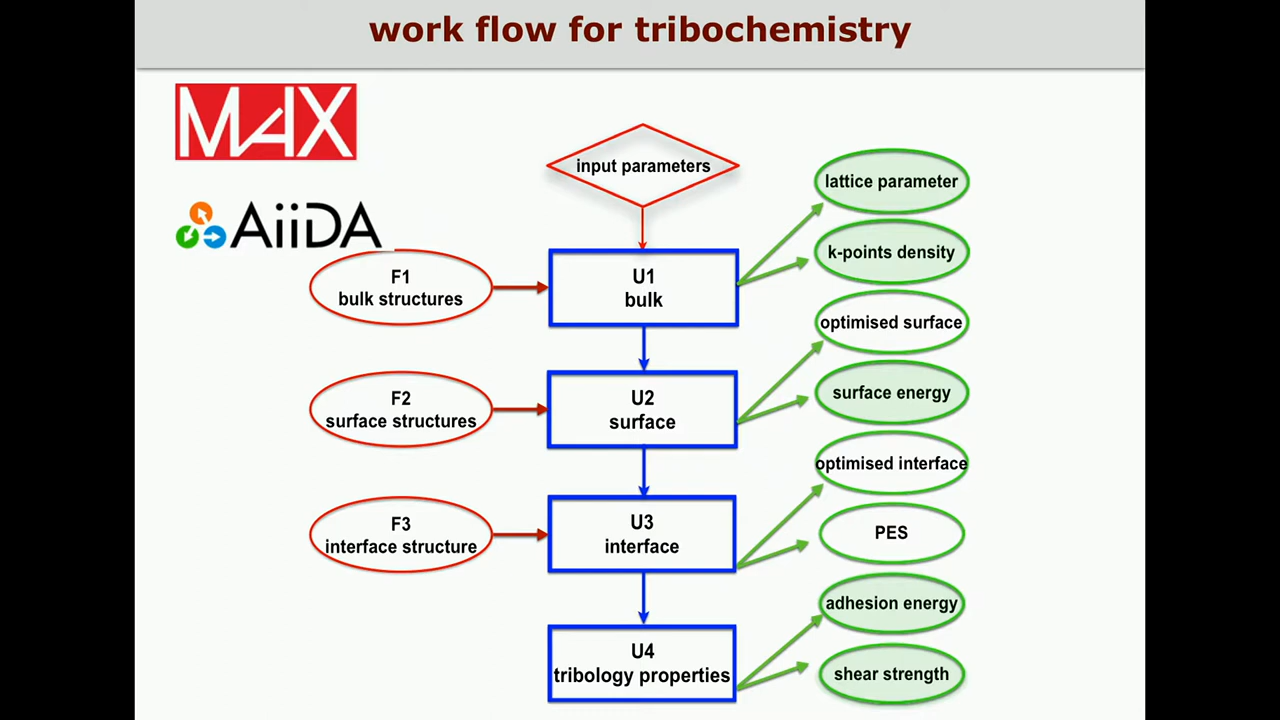 work flow for tribochemistry
MAX
AiiDA
input parameters
F1
bulk structures
U1
bulk
lattice parameter
k-points density
F2
surface structures
U2
surface
optimised surface
surface energy
F3
interface structure
U3
interface
optimised interface
PES
U4
tribology properties
adhesion energy
shear strength